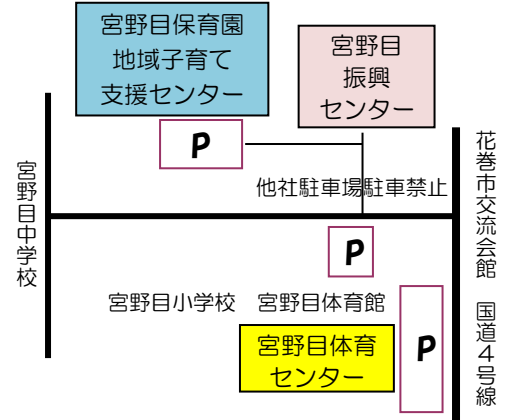 宮野目保育園
地域子育て
支援センター
宮野目
振興
センター
P
他社駐車場駐車禁止
宮野目中学校
花巻市交流会館　国道４号線
P
宮野目小学校　宮野目体育館
宮野目体育
センター
P